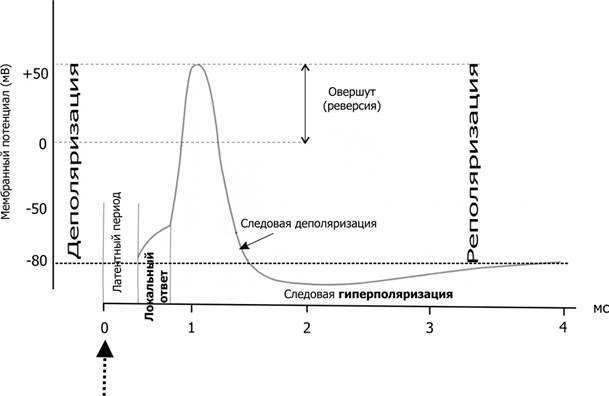 Мембранный потенциал (мВ)
+50
0
-50
-80
Деполяризация
Овершут
(реверсия)
Реполяризация
Латентный период
Локальный
ответ
Следовая деполяризация
Следовая гиперполяризация
0
1
2
3
4
мс